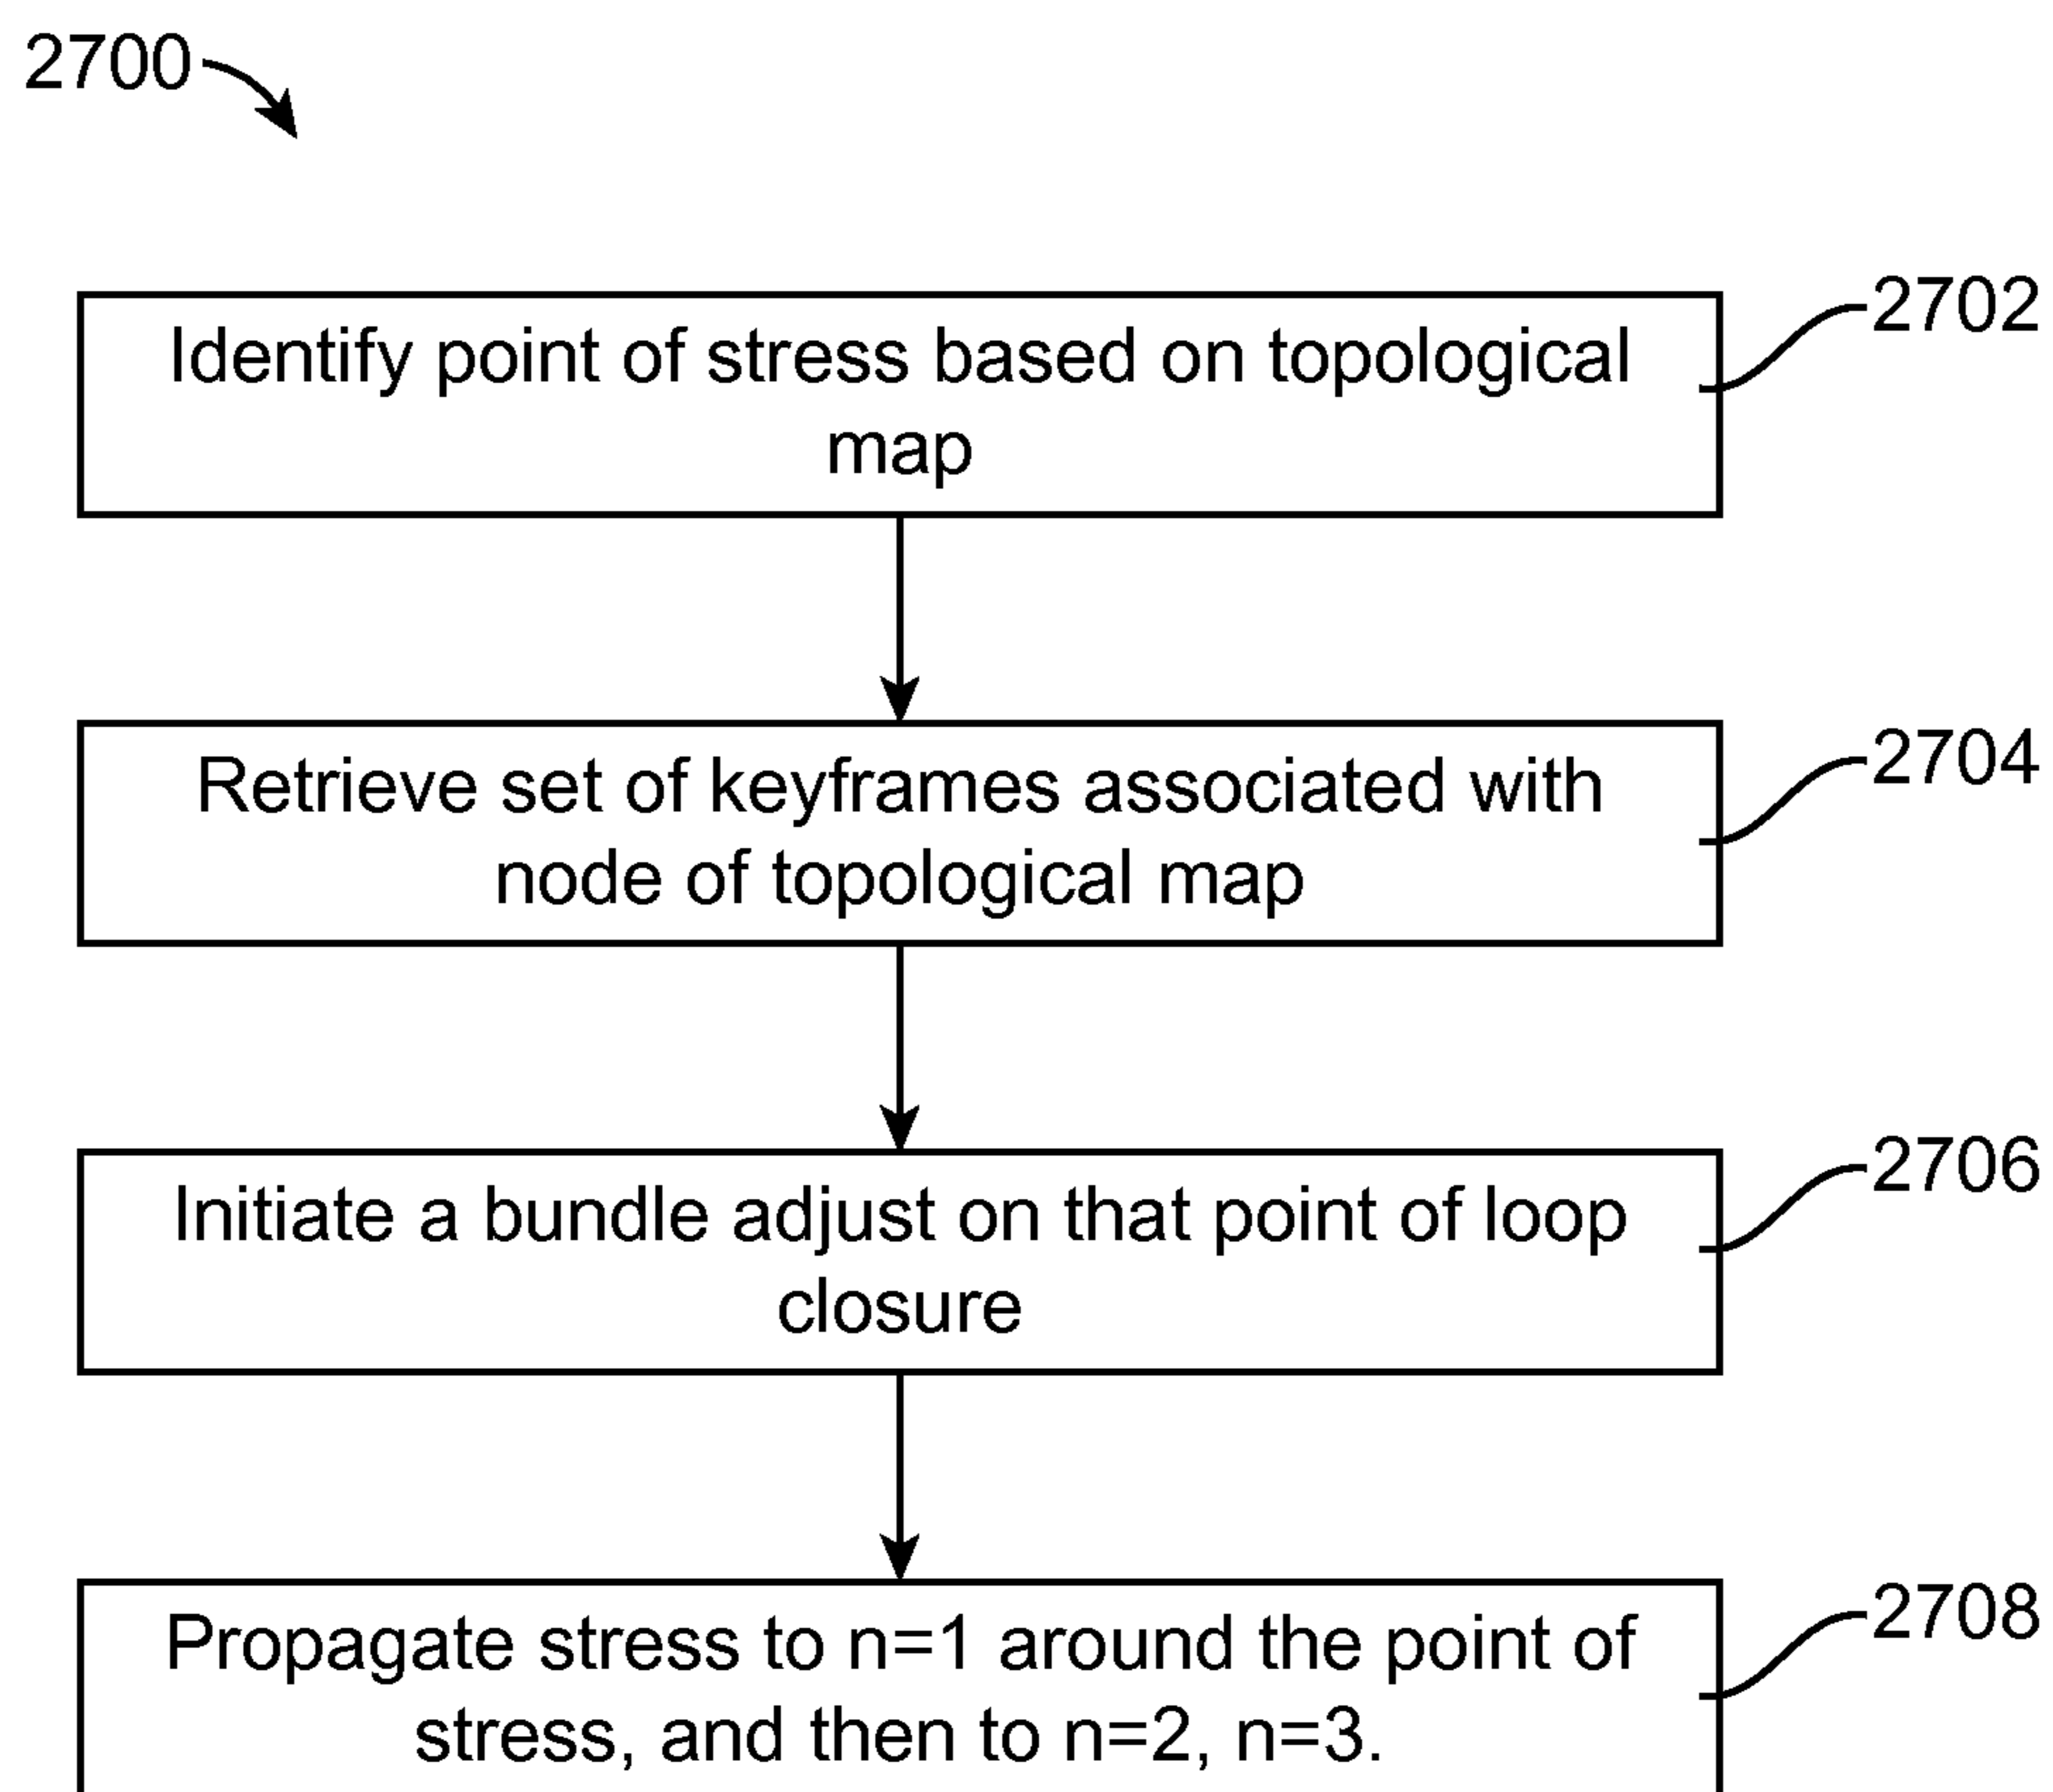 2700
Identify point of stress based on topological
map
2702
Retrieve set of keyframes associated with
node of topological map
2704
Initiate a bundle adjust on that point of loop
closure
2706
Propagate stress to n=1 around the point of
stress, and then to n=2, n=3.
2708